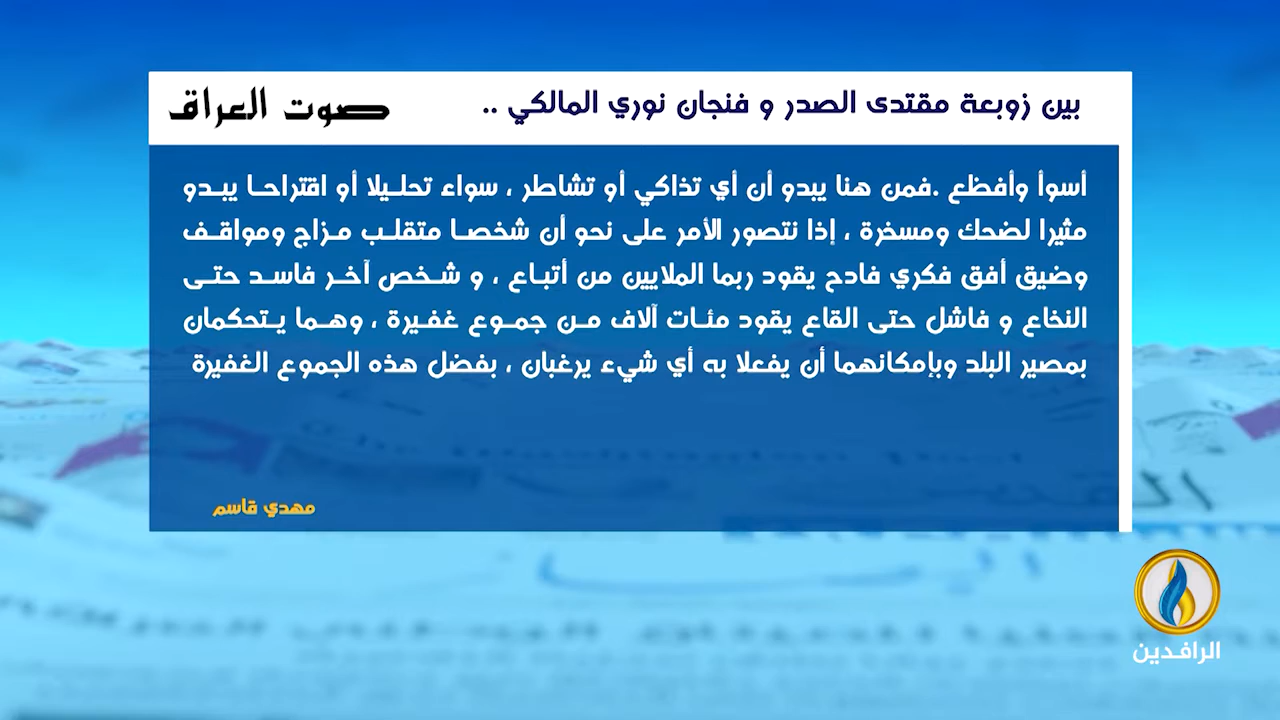 بين زوبعة مقتدى الصدر و فنجان نوري المالكي ..
صوت العراق
أسوأ وأفظع .فمن هنا يبدو أن أي تذاكي أو تشاطر ، سواء تحليلا أو اقتراحا يبدو
مثيرا لضحك ومسخرة ، إذا نتصور الأمر على نحو أن شخصا متقلب مزاج ومواقف
وضيق أفق فكري فادح يقود ربما الملايين من أتباع ، و شخص آخر فاسد حتى
النخاع و فاشل حتى القاع يقود مئات آلاف من جموع غفيرة ، وهما يتحكمان
بمصير البلد وبإمكانهما أن يفعلا به أي شيء يرغبان ، بفضل هذه الجموع الغفيرة
مهدي قاسم
الرافدين